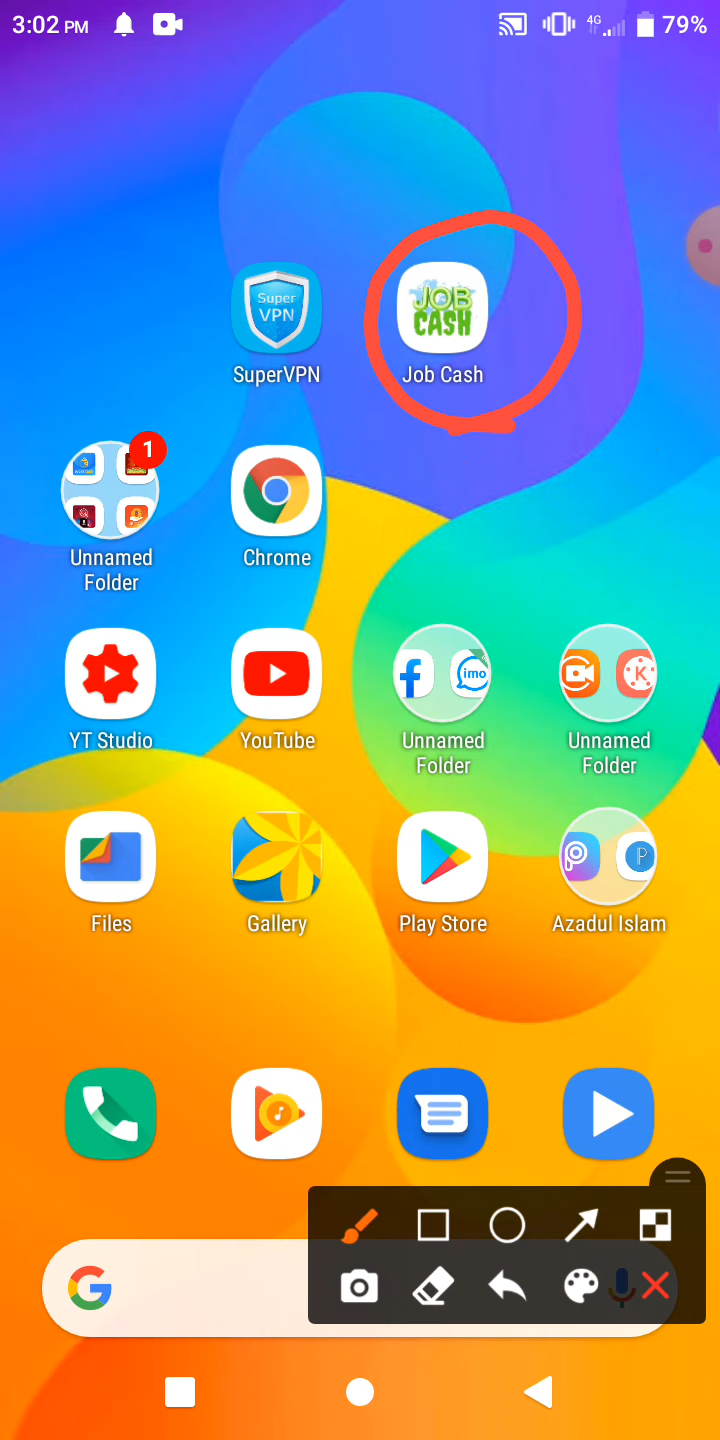 3:02 PM
4G
79%
Super
VPN
JOB
CASH
SuperVPN
Job Cash
1
Unnamed
Folder
Chrome
imo
K
YT Studio
YouTube
Unnamed
Folder
Unnamed
Folder
P
Files
Gallery
Play Store
Azadul Islam
G